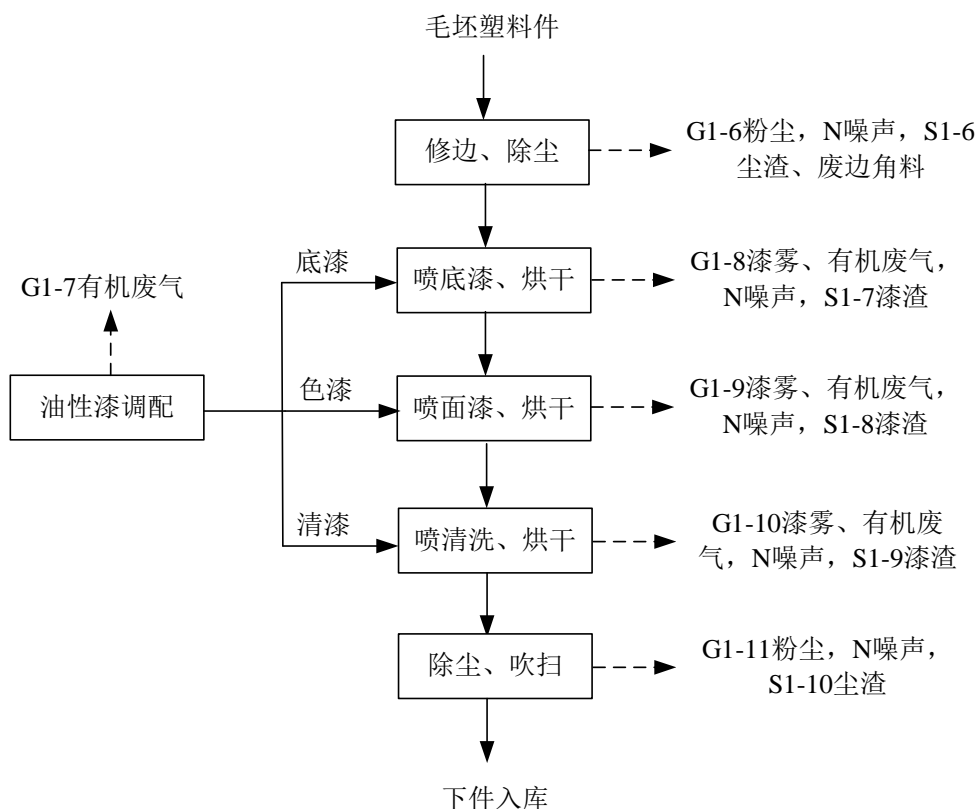 毛坯塑料件
修边、除尘
G1-6粉尘，N噪声，S1-6
尘渣、废边角料
底漆
喷底漆、烘干
G1-8漆雾、有机废气，
N噪声，S1-7漆渣
G1-7有机废气
油性漆调配
色漆
喷面漆、烘干
G1-9漆雾、有机废气，
N噪声，S1-8漆渣
清漆
喷清洗、烘干
G1-10漆雾、有机废
气，N噪声，S1-9漆渣
除尘、吹扫
G1-11粉尘，N噪声，
S1-10尘渣
下件入库